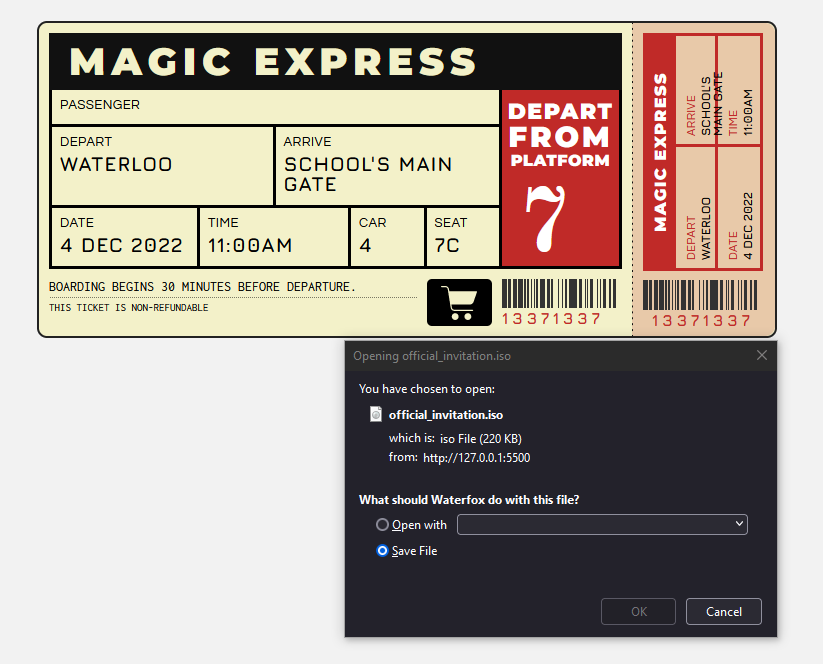 MAGIC EXPRESS
PASSENGER
DEPART
WATERLOO
ARRIVE
SCHOOL'S MAIN
GATE
DATE
4 DEC 2022
TIME
11:00AM
CAR
4
SEAT
7C
DEPART
FROM
PLATFORM
7
BOARDING BEGINS 30 MINUTES BEFORE DEPARTURE.
THIS TICKET IS NON-REFUNDABLE
13371337
MAGIC EXPRESS
ARRIVE
SCHOOL'S
MAIN GATE
TIME
11:00AM
DEPART
WATERLOO
DATE
4 DEC 2022
13371337
Opening official_invitation.iso
You have chosen to open:
official_invitation.iso
which is: iso File (220 KB)
from: http://127.0.0.1:5500
What should Waterfox do with this file?
Open with
Save File
OK
Cancel